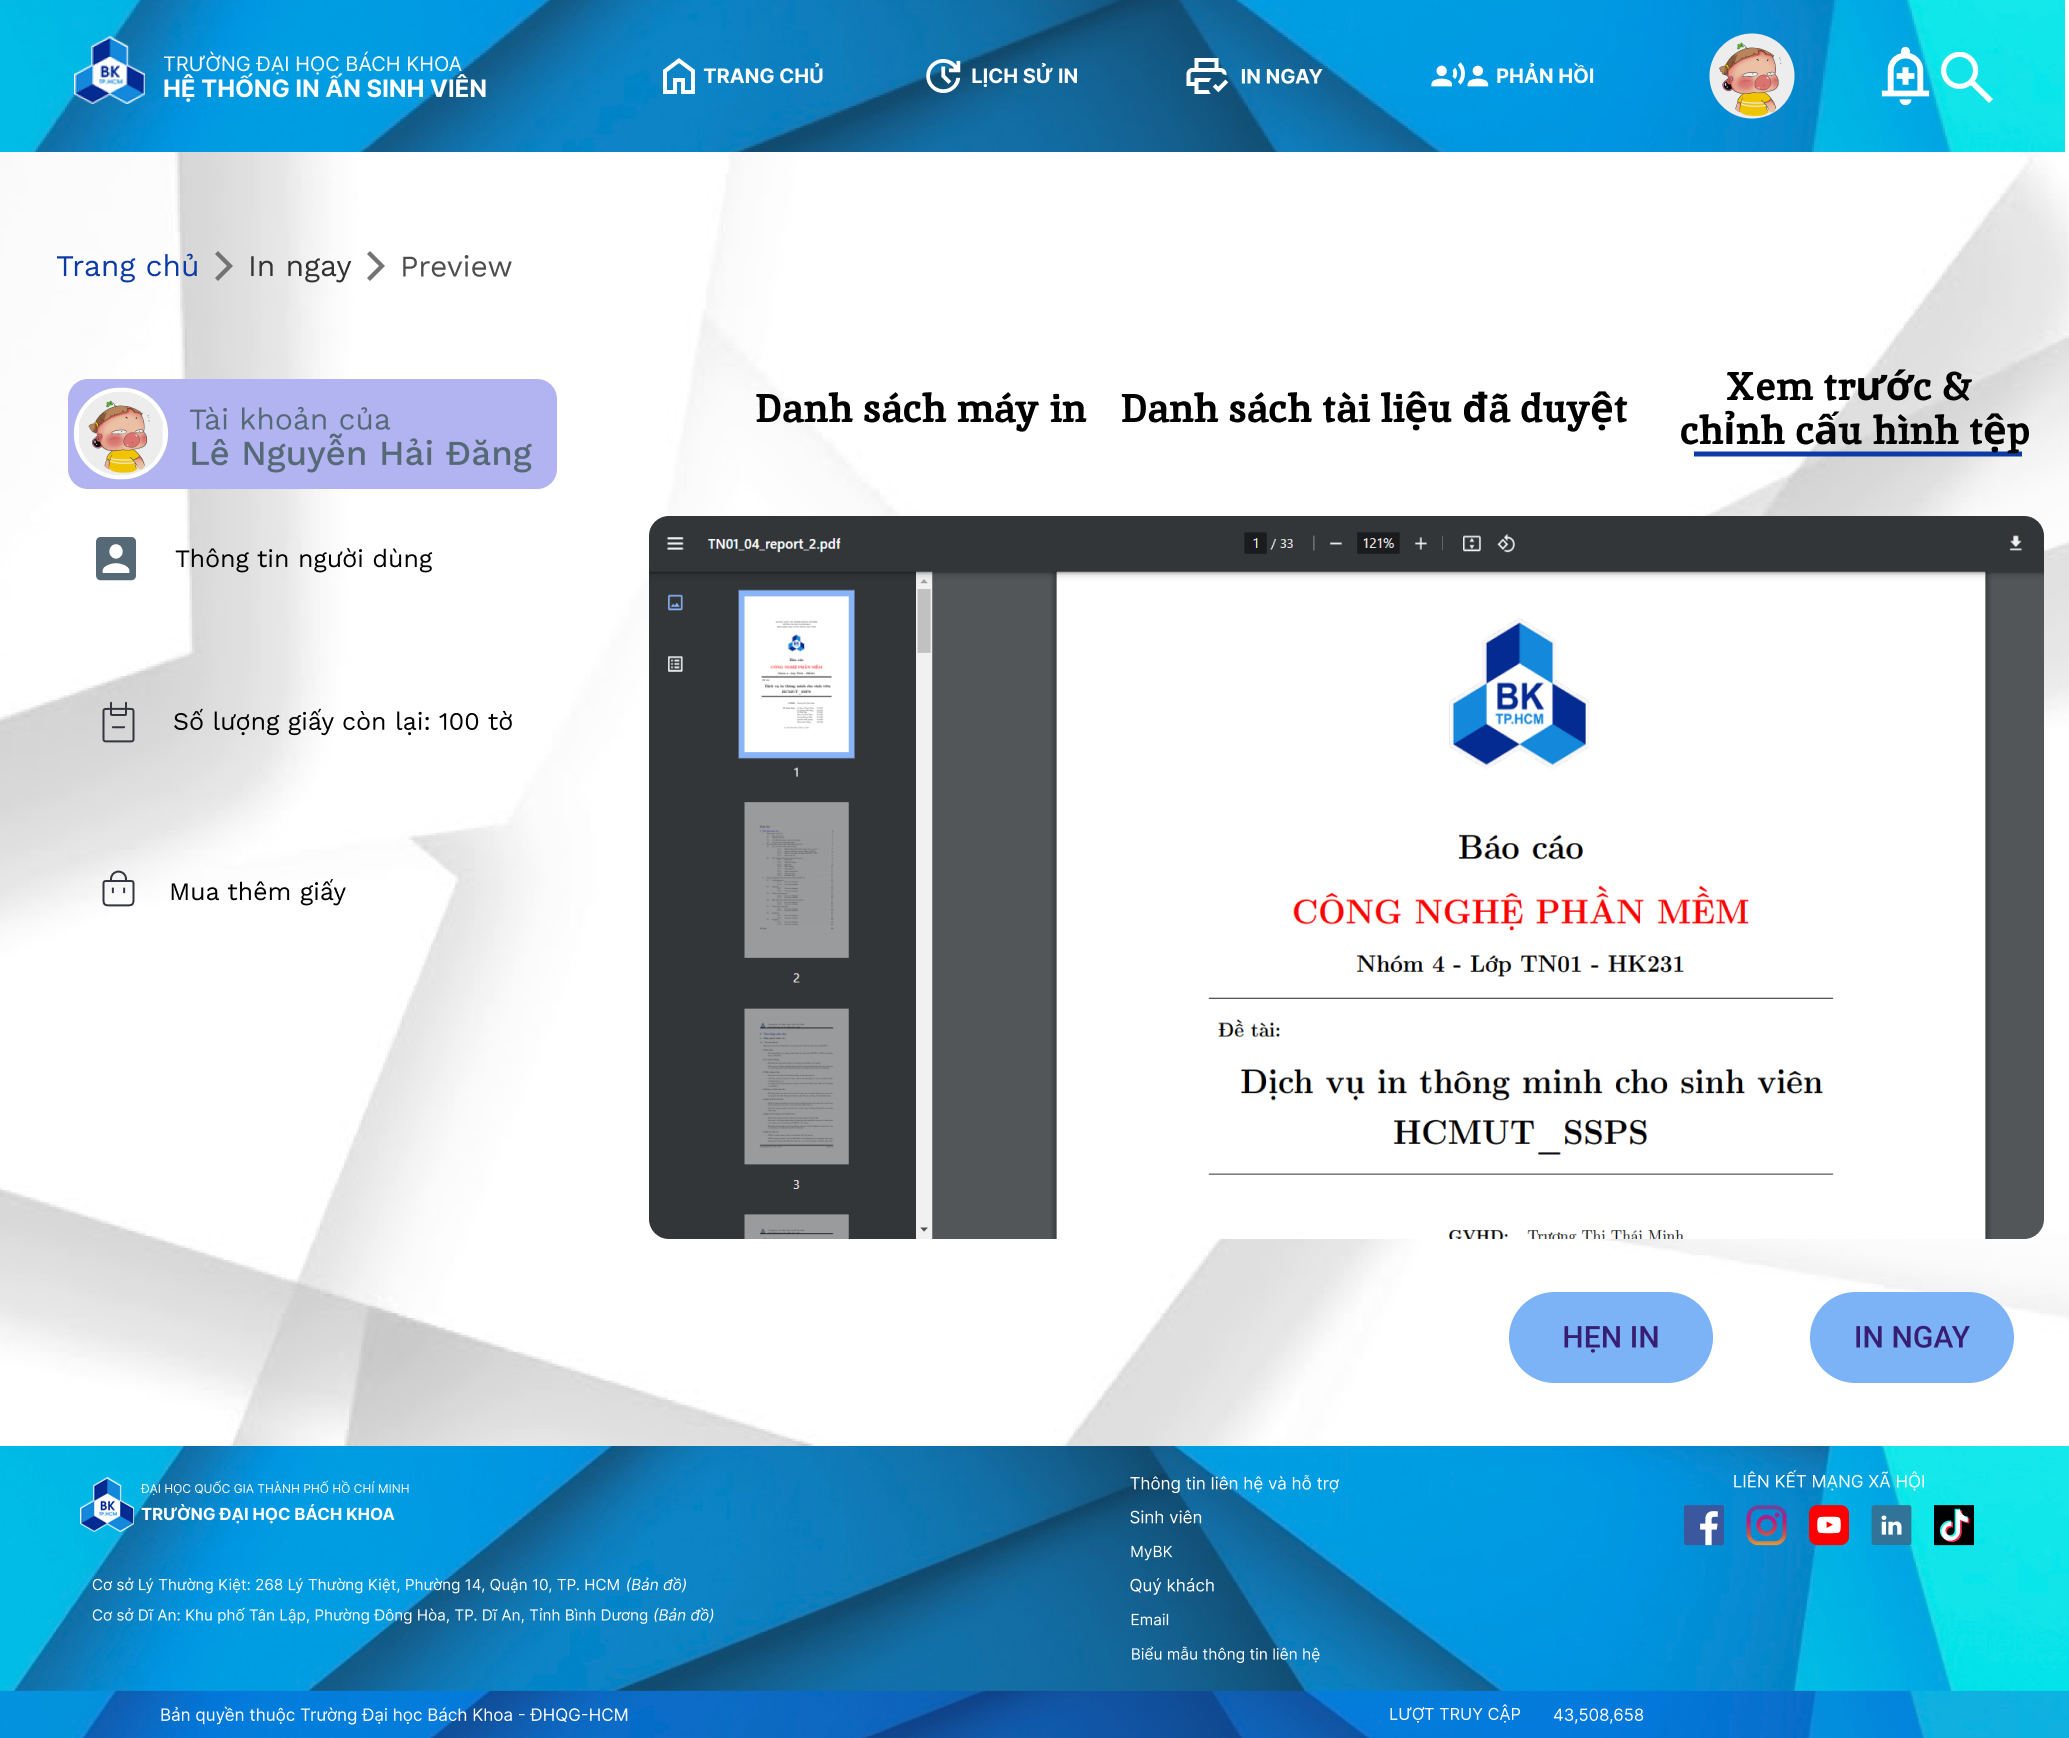 BK
TP.HCM
TRƯỜNG ĐẠI HỌC BÁCH KHOA
HỆ THỐNG IN ẤN SINH VIÊN
TRANG CHỦ
LỊCH SỬ IN
IN NGAY
PHẢN HỒI
Trang chủ
In ngay
Preview
Tài khoản của
Lê Nguyễn Hải Đăng
Thông tin người dùng
Số lượng giấy còn lại: 100 tờ
Mua thêm giấy
Danh sách máy in
Danh sách tài liệu đã duyệt
Xem trước &
chỉnh cấu hình tệp
TN01_04_report_2.pdf
1 / 33
121%
1
2
3
BK
TP.HCM
Báo cáo
CÔNG NGHỆ PHẦN MỀM
Nhóm 4 - Lớp TN01 - HK231
Đề tài:
Dịch vụ in thông minh cho sinh viên
HCMUT_SSPS
GVHD: Trương Thị Thái Minh
HẸN IN
IN NGAY
BK
TP.HCM
ĐẠI HỌC QUỐC GIA THÀNH PHỐ HỒ CHÍ MINH
TRƯỜNG ĐẠI HỌC BÁCH KHOA
Cơ sở Lý Thường Kiệt: 268 Lý Thường Kiệt, Phường 14, Quận 10, TP. HCM (Bản đồ)
Cơ sở Dĩ An: Khu phố Tân Lập, Phường Đông Hòa, TP. Dĩ An, Tỉnh Bình Dương (Bản đồ)
Thông tin liên hệ và hỗ trợ
Sinh viên
MyBK
Quý khách
Email
Biểu mẫu thông tin liên hệ
LIÊN KẾT MẠNG XÃ HỘI
Bản quyền thuộc Trường Đại học Bách Khoa - ĐHQG-HCM
LƯỢT TRUY CẬP
43,508,658